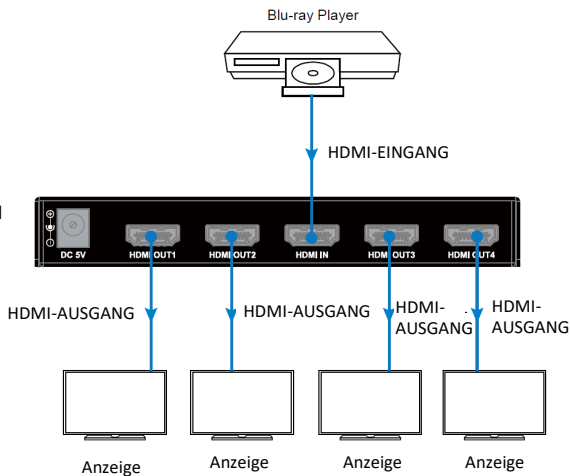 Blu-ray Player
HDMI-EINGANG
DC 5V
HDMI OUT1
HDMI OUT2
HDMI IN
HDMI OUT3
HDMI OUT4
HDMI-AUSGANG
HDMI-AUSGANG
HDMI-
AUSGANG
HDMI-
AUSGANG
Anzeige
Anzeige
Anzeige
Anzeige